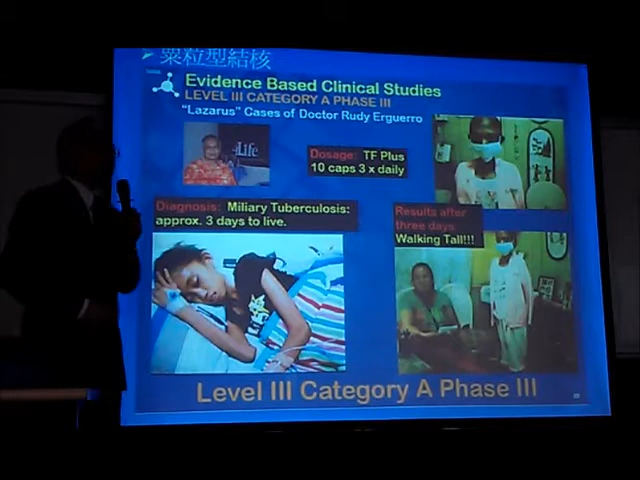 粟粒型結核
Evidence Based Clinical Studies
LEVEL III CATEGORY A PHASE III
"Lazarus" Cases of Doctor Rudy Erguerro
4Life
Dosage: TF Plus
10 caps 3 x daily
Diagnosis: Miliary Tuberculosis:
approx. 3 days to live.
Results after
three days
Walking Tall!!!
Level III Category A Phase III